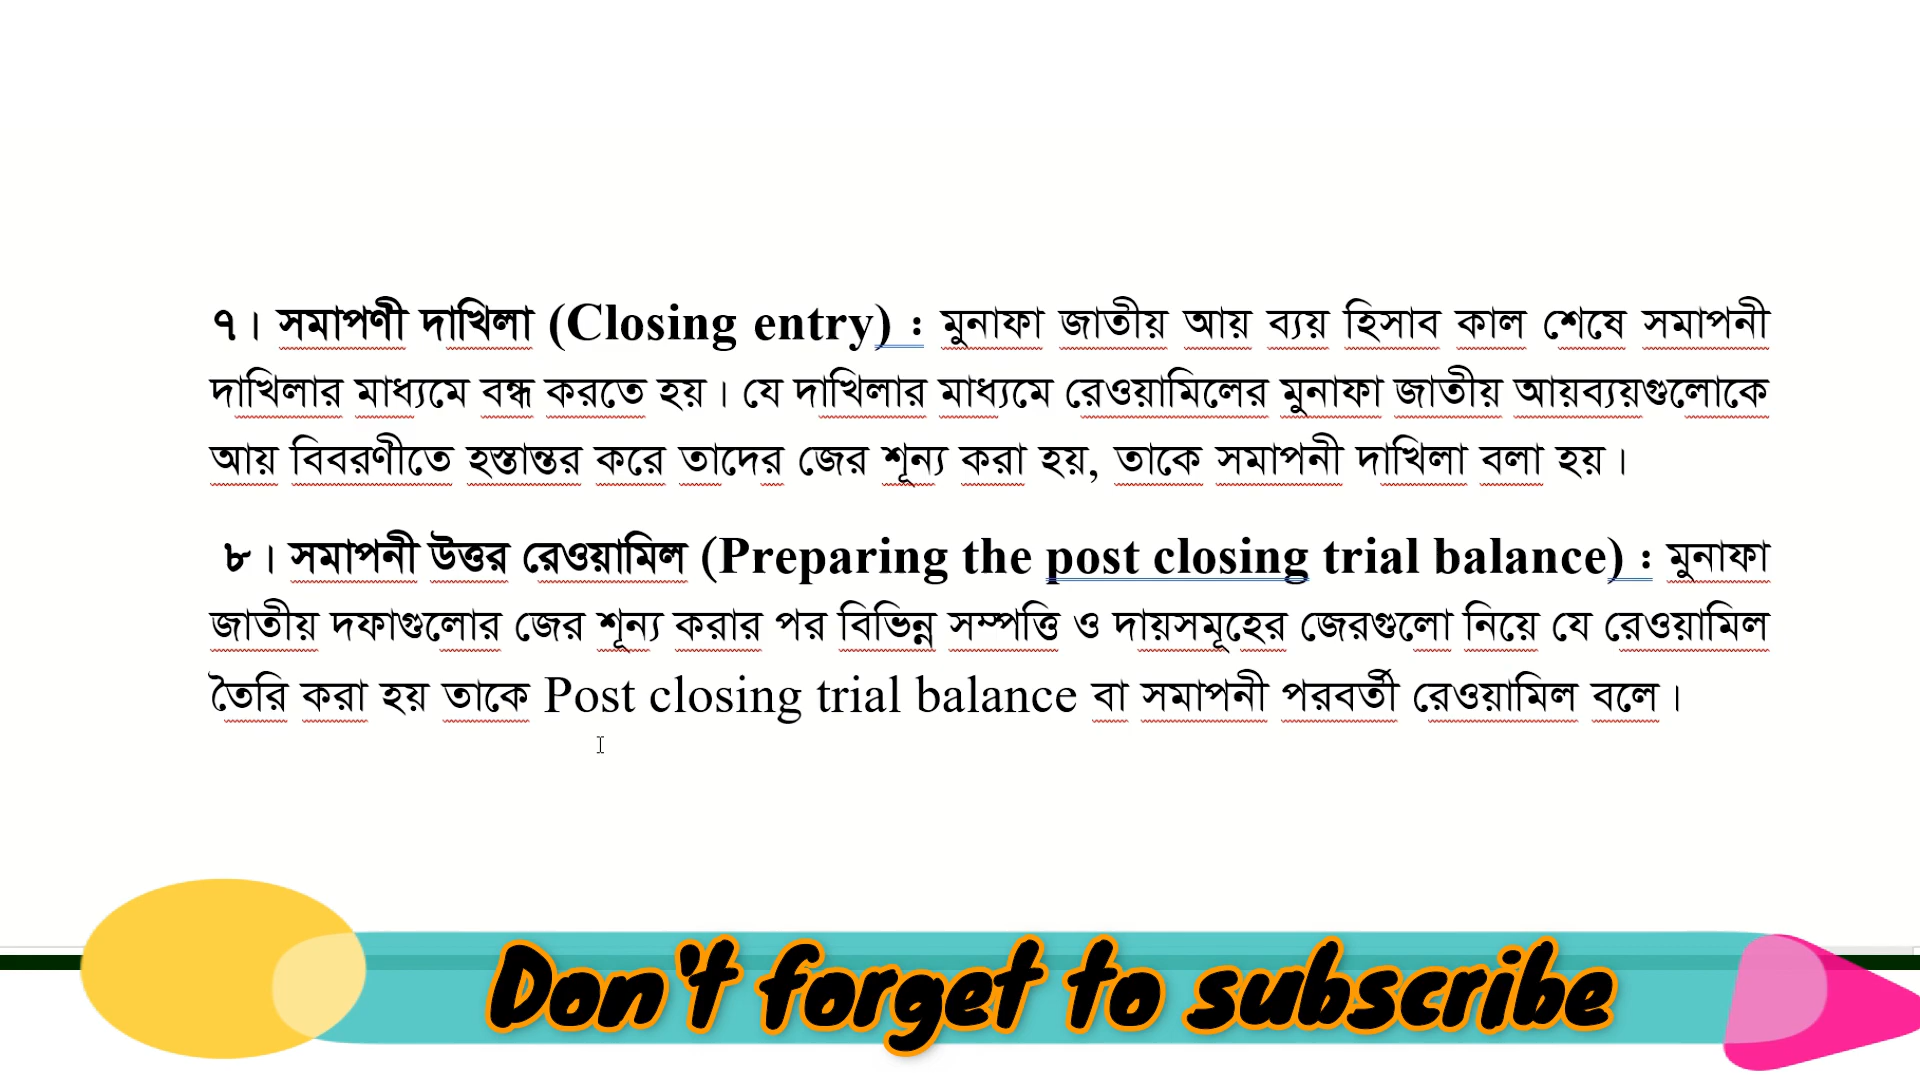 ৭। সমাপণী দাখিলা (Closing entry) : মুনাফা জাতীয় আয় ব্যয় হিসাব কাল শেষে সমাপনী
দাখিলার মাধ্যমে বন্ধ করতে হয়। যে দাখিলার মাধ্যমে রেওয়ামিলের মুনাফা জাতীয় আয়ব্যয়গুলোকে
আয় বিবরণীতে হস্তান্তর করে তাদের জের শূন্য করা হয়, তাকে সমাপনী দাখিলা বলা হয়।
৮। সমাপনী উত্তর রেওয়ামিল (Preparing the post closing trial balance) : মুনাফা
জাতীয় দফাগুলোর জের শূন্য করার পর বিভিন্ন সম্পত্তি ও দায়সমূহের জেরগুলো নিয়ে যে রেওয়ামিল
তৈরি করা হয় তাকে Post closing trial balance বা সমাপনী পরবর্তী রেওয়ামিল বলে।
Don't forget to subscribe